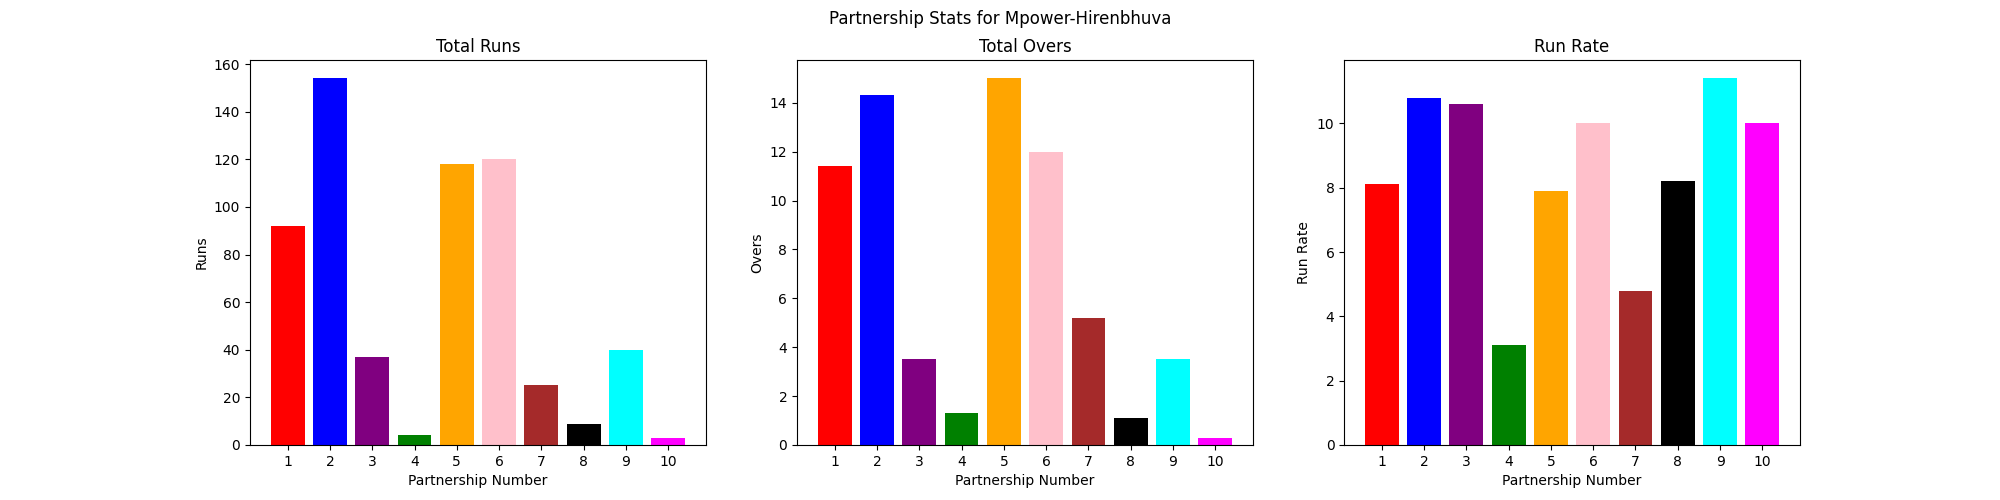 Partnership Stats for Mpower-Hirenbhuva
Total Runs
160
140
120
100
80
60
40
20
0
Runs
1 2 3 4 5 6 7 8 9 10
Partnership Number
Total Overs
14
12
10
8
6
4
2
0
Overs
1 2 3 4 5 6 7 8 9 10
Partnership Number
Run Rate
10
8
6
4
2
0
Run Rate
1 2 3 4 5 6 7 8 9 10
Partnership Number